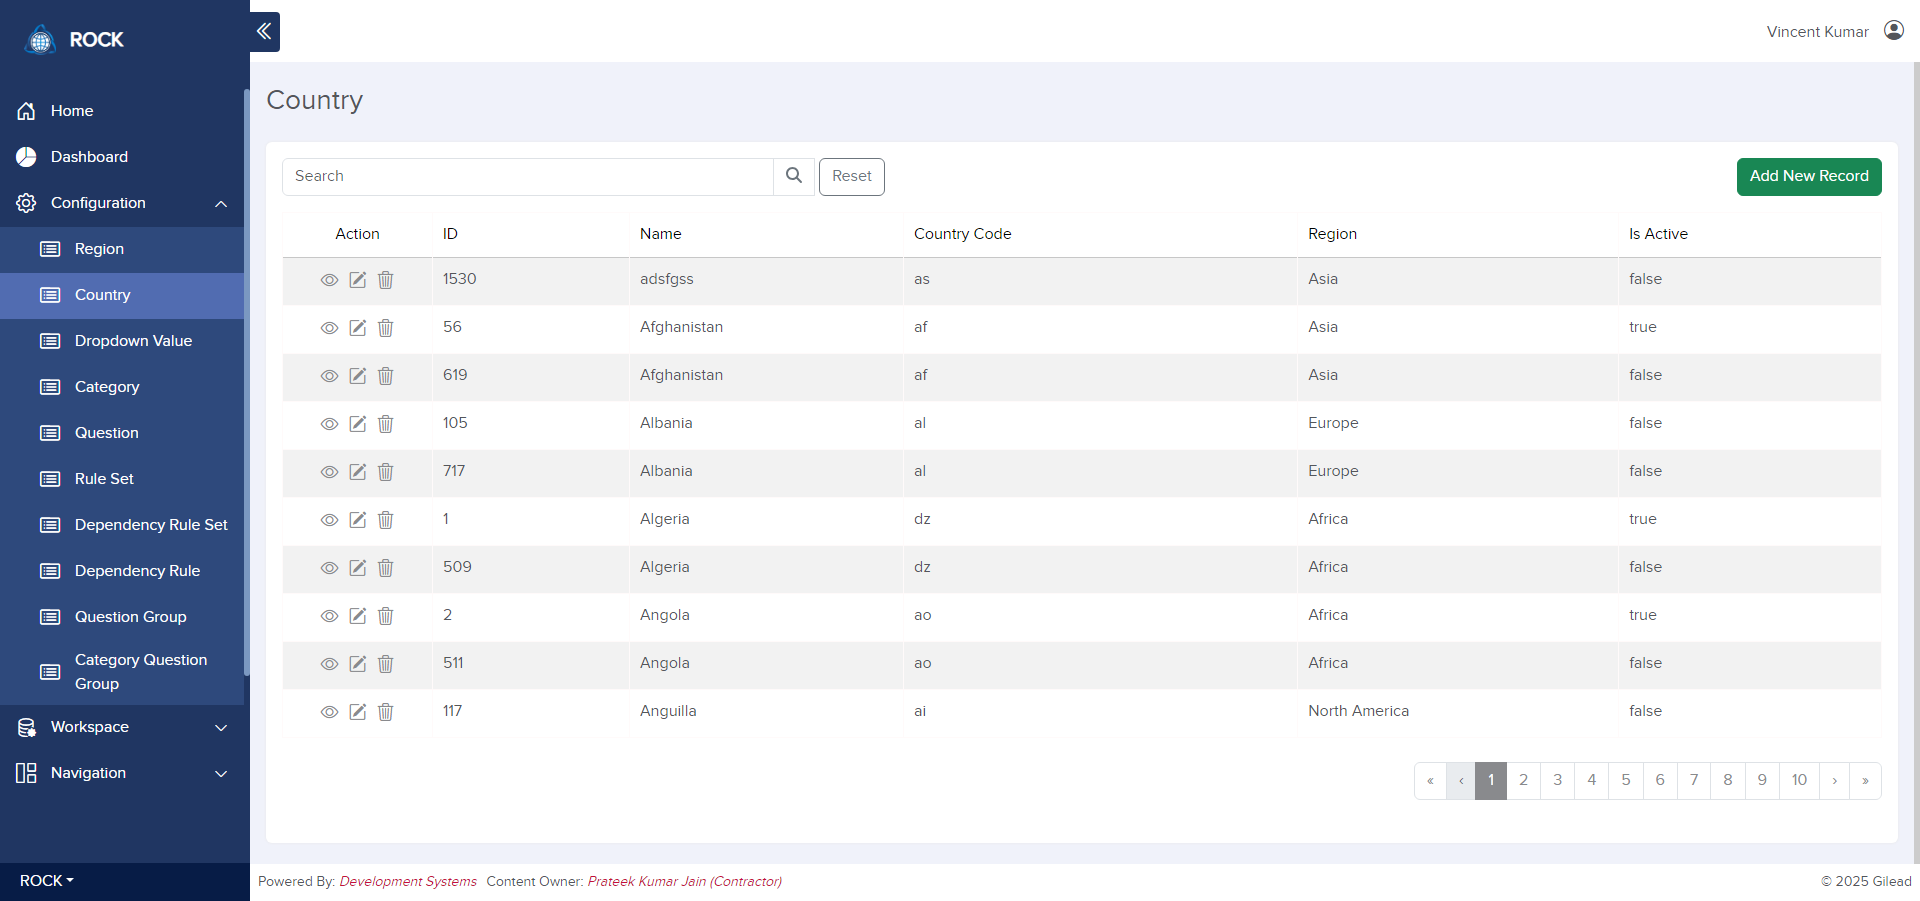 ROCK
Vincent Kumar
Home
Dashboard
Configuration
Region
Country
Dropdown Value
Category
Question
Rule Set
Dependency Rule Set
Dependency Rule
Question Group
Category Question
Group
Workspace
Navigation
ROCK
Country
Search
Reset
Add New Record
Action ID Name Country Code Region Is Active
1530 adsfgss as Asia false
56 Afghanistan af Asia true
619 Afghanistan af Asia false
105 Albania al Europe false
717 Albania al Europe false
1 Algeria dz Africa true
509 Algeria dz Africa false
2 Angola ao Africa true
511 Angola ao Africa false
117 Anguilla ai North America false
« ‹ 1 2 3 4 5 6 7 8 9 10 › »
Powered By: Development Systems Content Owner: Prateek Kumar Jain (Contractor)
© 2025 Gilead